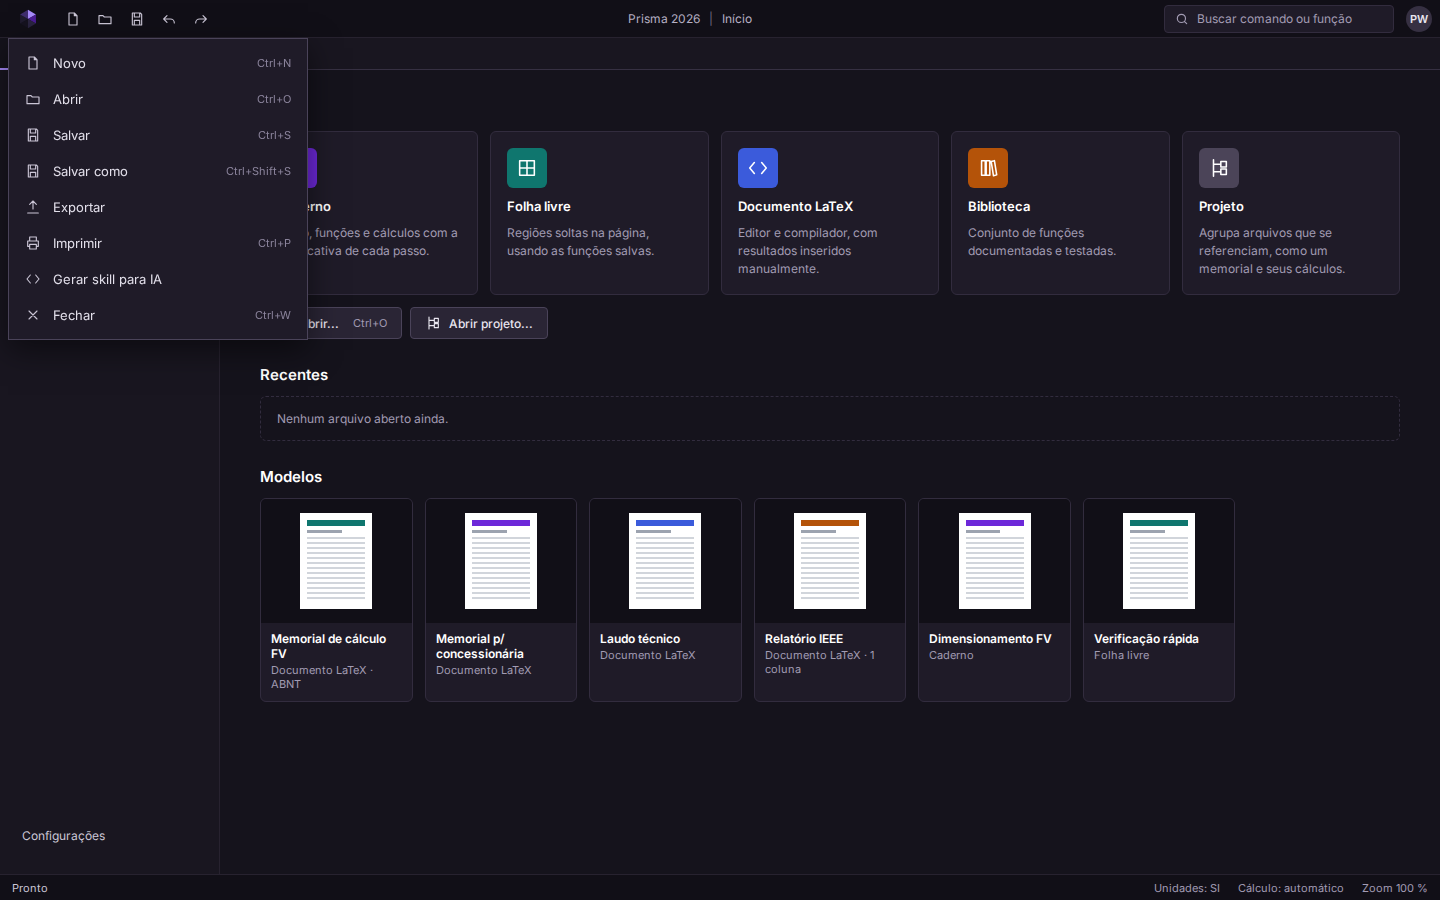 Prisma 2026 | Início
Buscar comando ou função
PW
Novo Ctrl+N
Abrir Ctrl+O
Salvar Ctrl+S
Salvar como Ctrl+Shift+S
Exportar
Imprimir Ctrl+P
Gerar skill para IA
Fechar Ctrl+W
erno
, funções e cálculos com a
cativa de cada passo.
Folha livre
Regiões soltas na página,
usando as funções salvas.
Documento LaTeX
Editor e compilador, com
resultados inseridos
manualmente.
Biblioteca
Conjunto de funções
documentadas e testadas.
Projeto
Agrupa arquivos que se
referenciam, como um
memorial e seus cálculos.
brir... Ctrl+O
Abrir projeto...
Recentes
Nenhum arquivo aberto ainda.
Modelos
Memorial de cálculo
FV
Documento LaTeX ·
ABNT
Memorial p/
concessionária
Documento LaTeX
Laudo técnico
Documento LaTeX
Relatório IEEE
Documento LaTeX · 1
coluna
Dimensionamento FV
Caderno
Verificação rápida
Folha livre
Configurações
Pronto
Unidades: SI Cálculo: automático Zoom 100 %